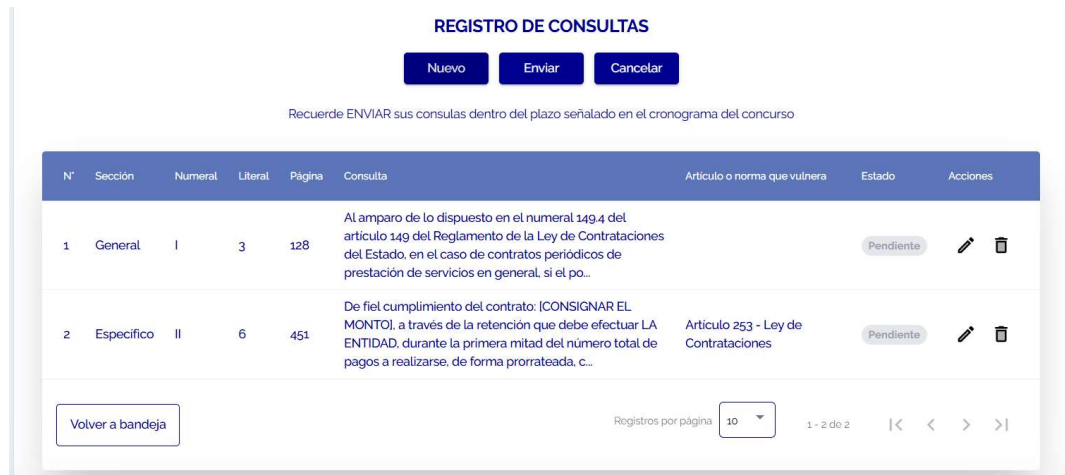 REGISTRO DE CONSULTAS
Nuevo Enviar Cancelar
Recuerde ENVIAR sus consulas dentro del plazo señalado en el cronograma del concurso
N° Sección Numeral Literal Página Consulta Artículo o norma que vulnera Estado Acciones
Al amparo de lo dispuesto en el numeral 149.4 del
artículo 149 del Reglamento de la Ley de Contrataciones
1 General I 3 128 del Estado, en el caso de contratos periódicos de Pendiente
prestación de servicios en general, si el po...
De fiel cumplimiento del contrato: [CONSIGNAR EL
MONTO], a través de la retención que debe efectuar LA Artículo 253 - Ley de
2 Específico II 6 451 ENTIDAD, durante la primera mitad del número total de Contrataciones Pendiente
pagos a realizarse, de forma prorrateada, c...
Volver a bandeja Registros por página 10 1 - 2 de 2